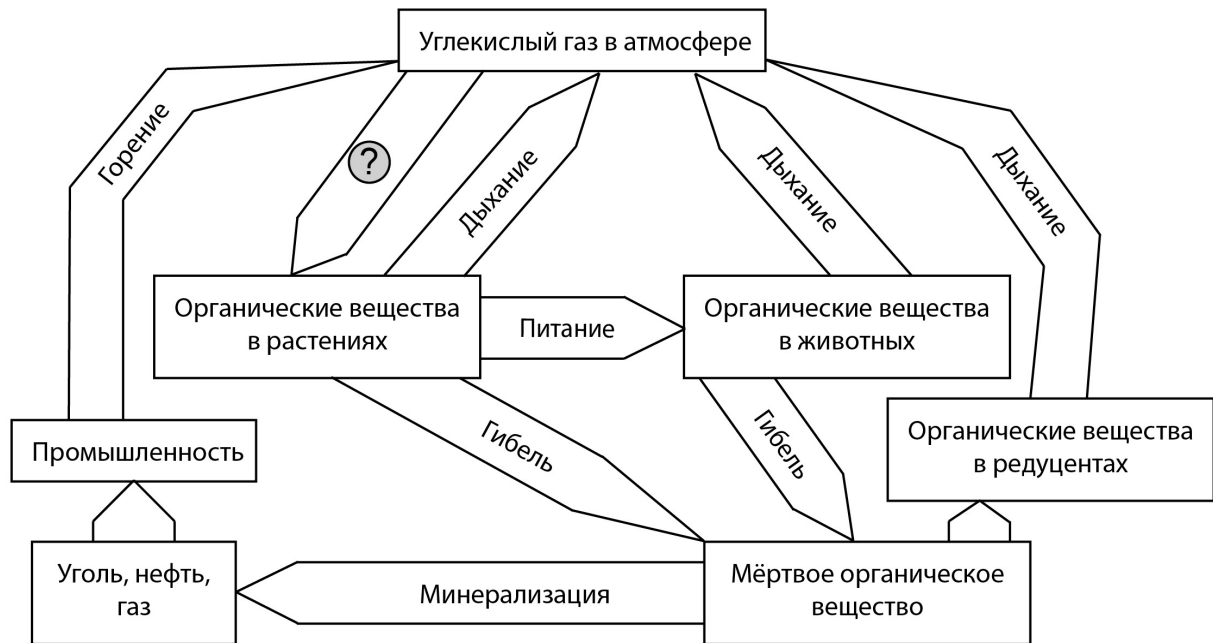 Углекислый газ в атмосфере
Горение
?
Дыхание
Дыхание
Дыхание
Органические вещества
в растениях
Питание
Органические вещества
в животных
Гибель
Гибель
Промышленность
Органические вещества
в редуцентах
Уголь, нефть,
газ
Минерализация
Мёртвое органическое
вещество